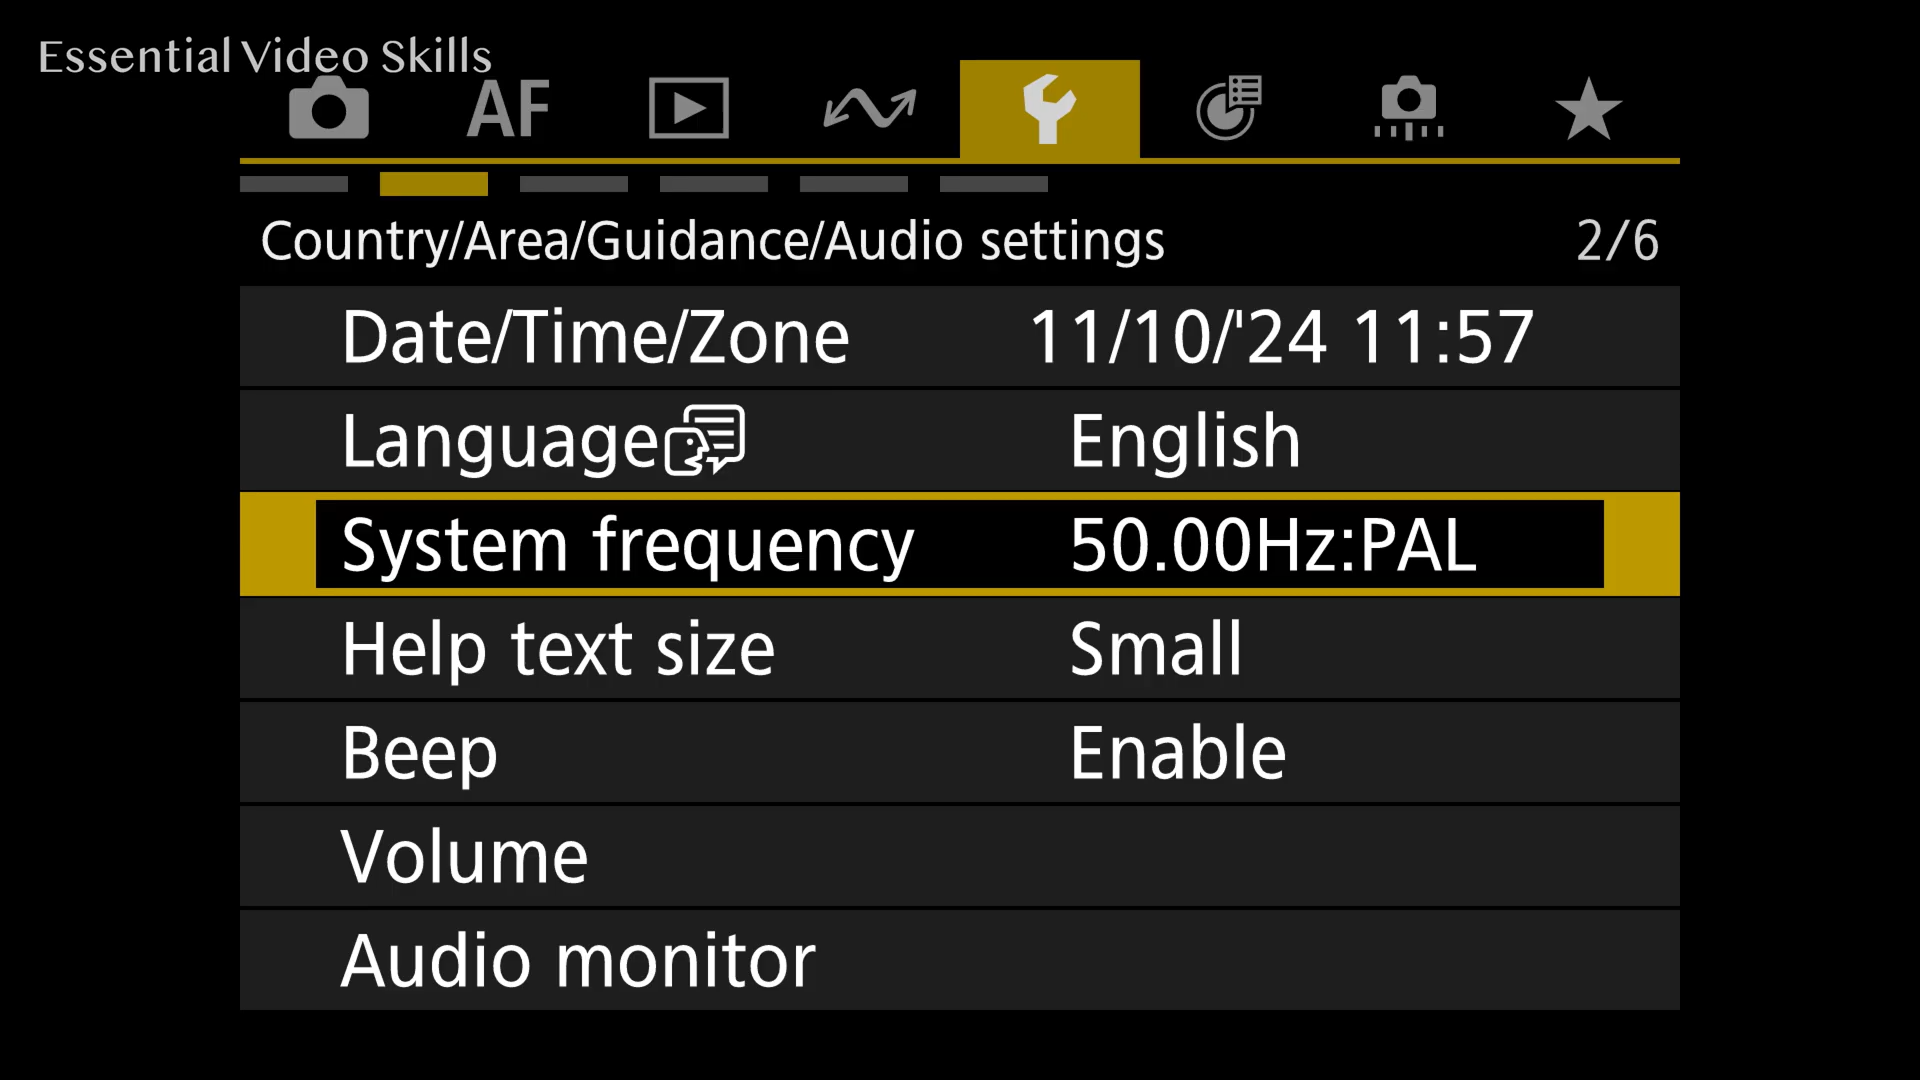 Essential Video Skills
AF
Country/Area/Guidance/Audio settings 2/6
Date/Time/Zone 11/10/'24 11:57
Language English
System frequency 50.00Hz:PAL
Help text size Small
Beep Enable
Volume
Audio monitor